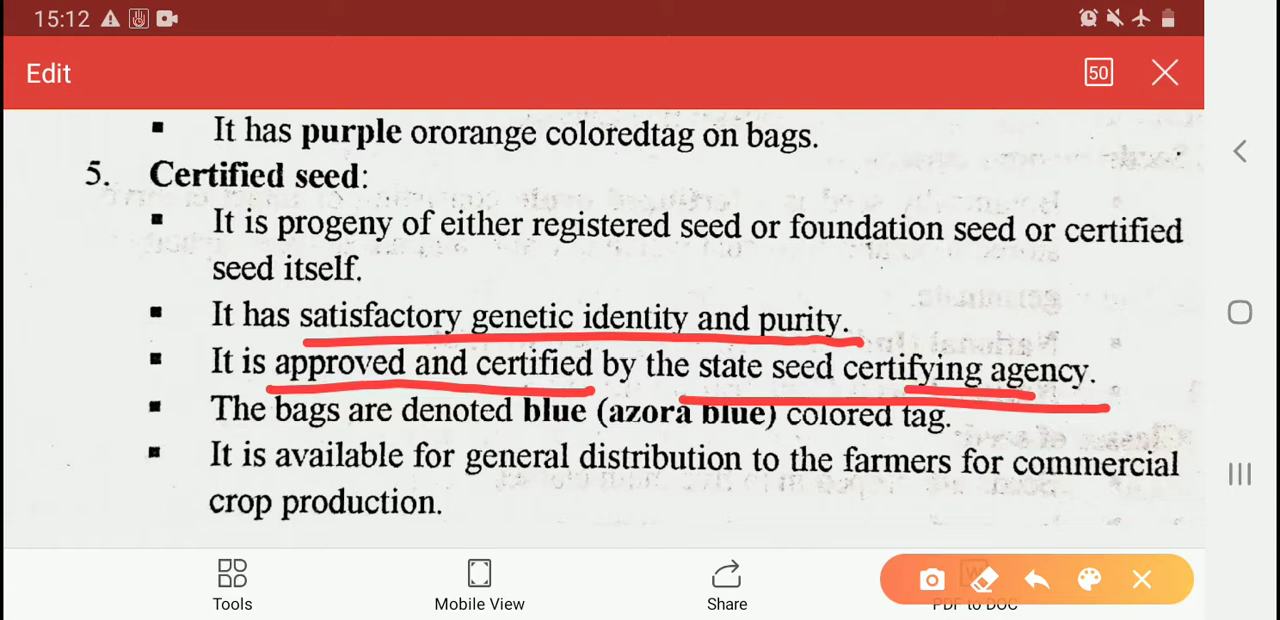 15:12
Edit
50
▪ It has purple ororange coloredtag on bags.
5. Certified seed:
▪ It is progeny of either registered seed or foundation seed or certified
seed itself.
▪ It has satisfactory genetic identity and purity.
▪ It is approved and certified by the state seed certifying agency.
▪ The bags are denoted blue (azora blue) colored tag.
▪ It is available for general distribution to the farmers for commercial
crop production.
Tools
Mobile View
Share
PDF to DOC